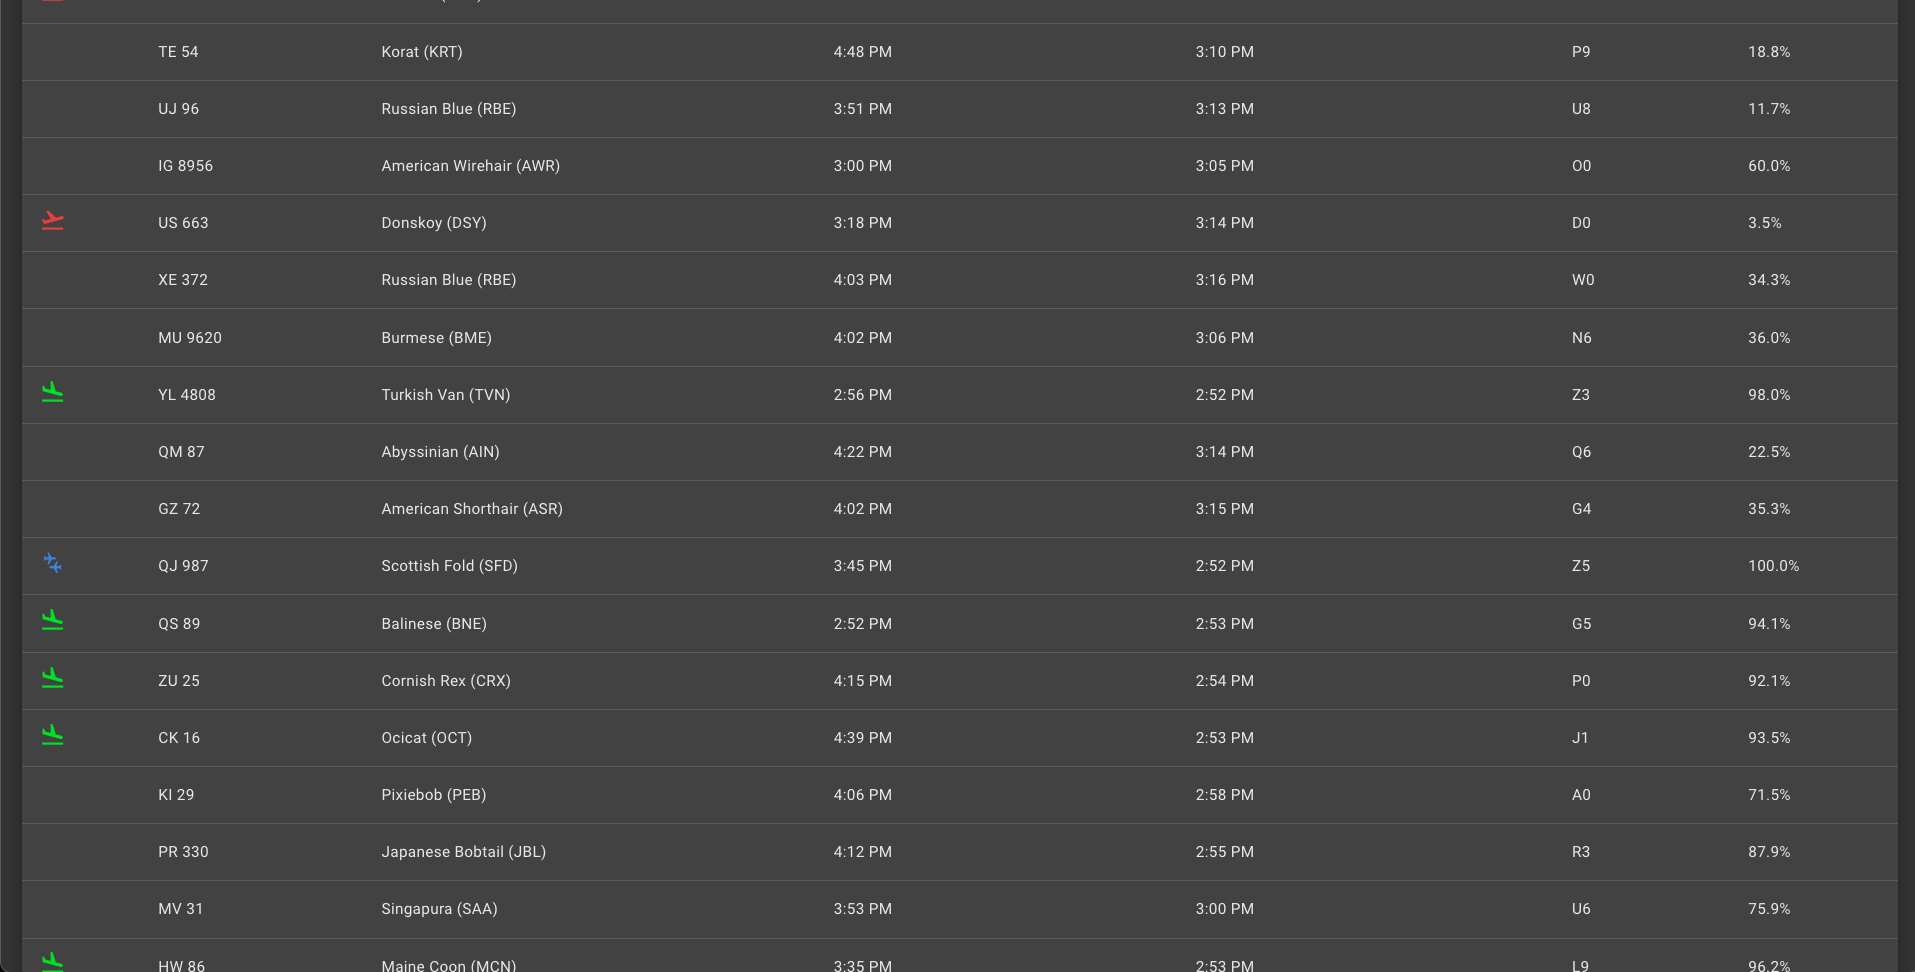 TE 54 Korat (KRT) 4:48 PM 3:10 PM P9 18.8%
UJ 96 Russian Blue (RBE) 3:51 PM 3:13 PM U8 11.7%
IG 8956 American Wirehair (AWR) 3:00 PM 3:05 PM O0 60.0%
US 663 Donskoy (DSY) 3:18 PM 3:14 PM D0 3.5%
XE 372 Russian Blue (RBE) 4:03 PM 3:16 PM W0 34.3%
MU 9620 Burmese (BME) 4:02 PM 3:06 PM N6 36.0%
YL 4808 Turkish Van (TVN) 2:56 PM 2:52 PM Z3 98.0%
QM 87 Abyssinian (AIN) 4:22 PM 3:14 PM Q6 22.5%
GZ 72 American Shorthair (ASR) 4:02 PM 3:15 PM G4 35.3%
QJ 987 Scottish Fold (SFD) 3:45 PM 2:52 PM Z5 100.0%
QS 89 Balinese (BNE) 2:52 PM 2:53 PM G5 94.1%
ZU 25 Cornish Rex (CRX) 4:15 PM 2:54 PM P0 92.1%
CK 16 Ocicat (OCT) 4:39 PM 2:53 PM J1 93.5%
KI 29 Pixiebob (PEB) 4:06 PM 2:58 PM A0 71.5%
PR 330 Japanese Bobtail (JBL) 4:12 PM 2:55 PM R3 87.9%
MV 31 Singapura (SAA) 3:53 PM 3:00 PM U6 75.9%
HW 86 Maine Coon (MCN) 3:35 PM 2:53 PM L9 96.2%